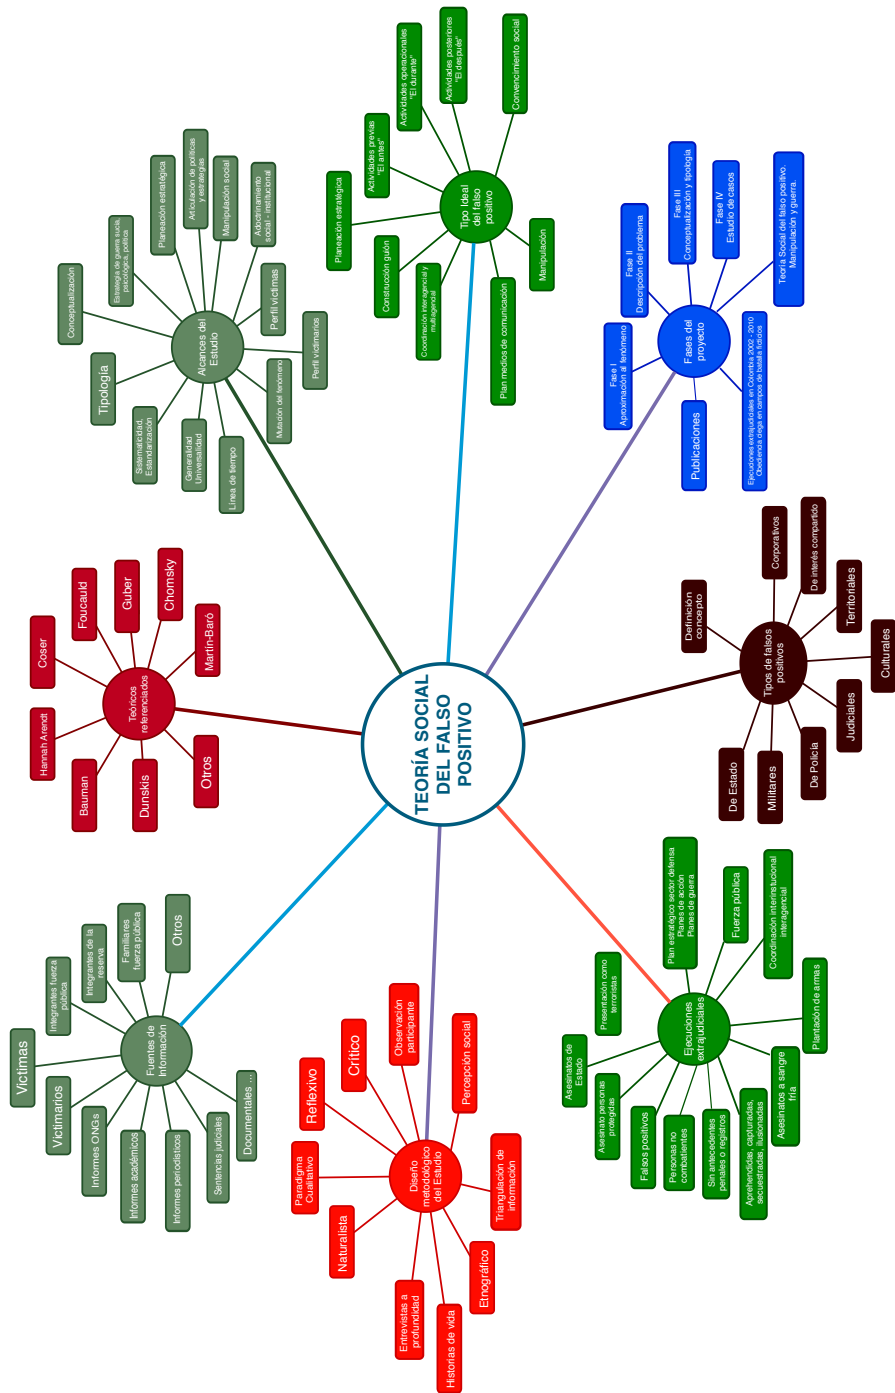 TEORÍA SOCIAL
DEL FALSO
POSITIVO
Fuentes de
Información
Víctimas
Victimarios
Informes ONGs
Informes académicos
Informes periodísticos
Sentencias judiciales
Documentales ...
Integrantes fuerza
pública
Integrantes de la
reserva
Familiares
fuerza pública
Otros
Teóricos
referenciados
Hannah Arendt
Coser
Bauman
Foucauld
Dunskis
Guber
Chomsky
Otros
Martín-Baró
Alcances del
Estudio
Conceptualización
Tipología
Estrategia de guerra sucia,
psicológica, política
Sistematicidad,
Estandarización
Planeación estratégica
Generalidad
Universalidad
Articulación de políticas
y estrategias
Línea de tiempo
Manipulación social
Mutación del fenómeno
Adoctrinamiento
social - institucional
Perfil víctimas
Perfil victimarios
Tipo Ideal
del falso
positivo
Planeación estratégica
Actividades previas
"El antes"
Construcción guión
Actividades operacionales
"El durante"
Coordinación interagencial y
multiagencial
Actividades posteriores
"El después"
Plan medios de comunicación
Convencimiento social
Manipulación
Fases del
proyecto
Fase I
Aproximación al fenómeno
Fase II
Descripción del problema
Fase III
Conceptualización y tipología
Fase IV
Estudio de casos
Publicaciones
Ejecuciones extrajudiciales en Colombia 2002 -2010
Obediencia ciega en campos de batalla ficticios
Teoría Social del falso positivo.
Manipulación y guerra.
Tipos de falsos
positivos
Definición
concepto
De Estado
Corporativos
Militares
De interés compartido
De Policía
Territoriales
Judiciales
Culturales
Ejecuciones
extrajudiciales
Asesinatos de
Estado
Presentación como
terroristas
Asesinato personas
protegidas
Plan estratégico sector defensa
Planes de acción
Planes de guerra
Falsos positivos
Fuerza pública
Personas no
combatientes
Coordinación interinstucional
interagencial
Sin antecedentes
penales o registros
Aprehendidas, capturadas,
secuestradas, ilusionadas
Asesinatos a sangre
fría
Plantación de armas
Diseño
metodológico
del Estudio
Paradigma
Cualitativo
Reflexivo
Naturalista
Crítico
Entrevistas a
profundidad
Observación
participante
Historias de vida
Percepción social
Etnográfico
Triangulación de
información